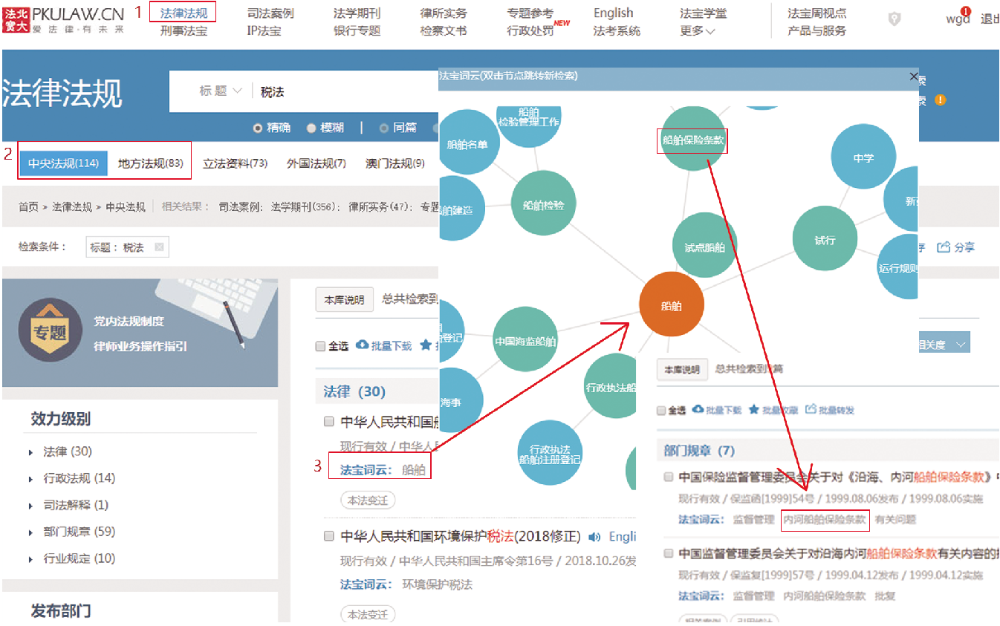 法北
宝大
PKULAW.CN
爱法律·有未来
1
法律法规
刑事法宝
司法案例
IP法宝
法学期刊
银行专题
律所实务
检察文书
专题参考
行政处罚
NEW
English
法考系统
法宝学堂
更多
法宝周视点
产品与服务
wgd
1
法律法规
标题
税法
精确
模糊
同篇
2
中央法规(114)
地方法规(83)
立法资料(73)
外国法规(7)
澳门法规(9)
首页 » 法律法规 » 中央法规
相关结果：
司法案例:
法学期刊(356):
律所实务(47):
检索条件：
标题： 税法
分享
专题
党内法规制度
律师业务操作指引
效力级别
法律 (30)
行政法规 (14)
司法解释 (1)
部门规章 (59)
行业规定 (10)
发布部门
本库说明
总共检索到
全选
批量下载
法律 (30)
中华人民共和国
现行有效 / 中华人
3
法宝词云： 船舶
本法变迁
中华人民共和国环境保护税法(2018修正)
Engli
现行有效 / 中华人民共和国主席令第16号 / 2018.10.26发
法宝词云： 环境保护税法
本法变迁
法宝词云(双击节点跳转新检索)
船舶
检验管理工作
船舶名单
船舶建造
船舶检验
船舶保险条款
试点船舶
中学
试行
运行规则
船舶
中国海监船舶
登记
海事
行政执法船
行政执法
船舶注册登记
相关度
本库说明
总共检索到
篇
全选
批量下载
批量收藏
批量转发
部门规章 (7)
中国保险监督管理委员会关于对《沿海、内河船舶保险条款》中
现行有效 / 保监函[1999]54号 / 1999.08.06发布 / 1999.08.06实施
法宝词云： 监督管理 内河船舶保险条款 有关问题
中国监督管理委员会关于对沿海内河船舶保险条款有关内容的
现行有效 / 保监复[1999]57号 / 1999.04.12发布 / 1999.04.12实施
法宝词云： 监督管理 内河船舶保险条款 批复